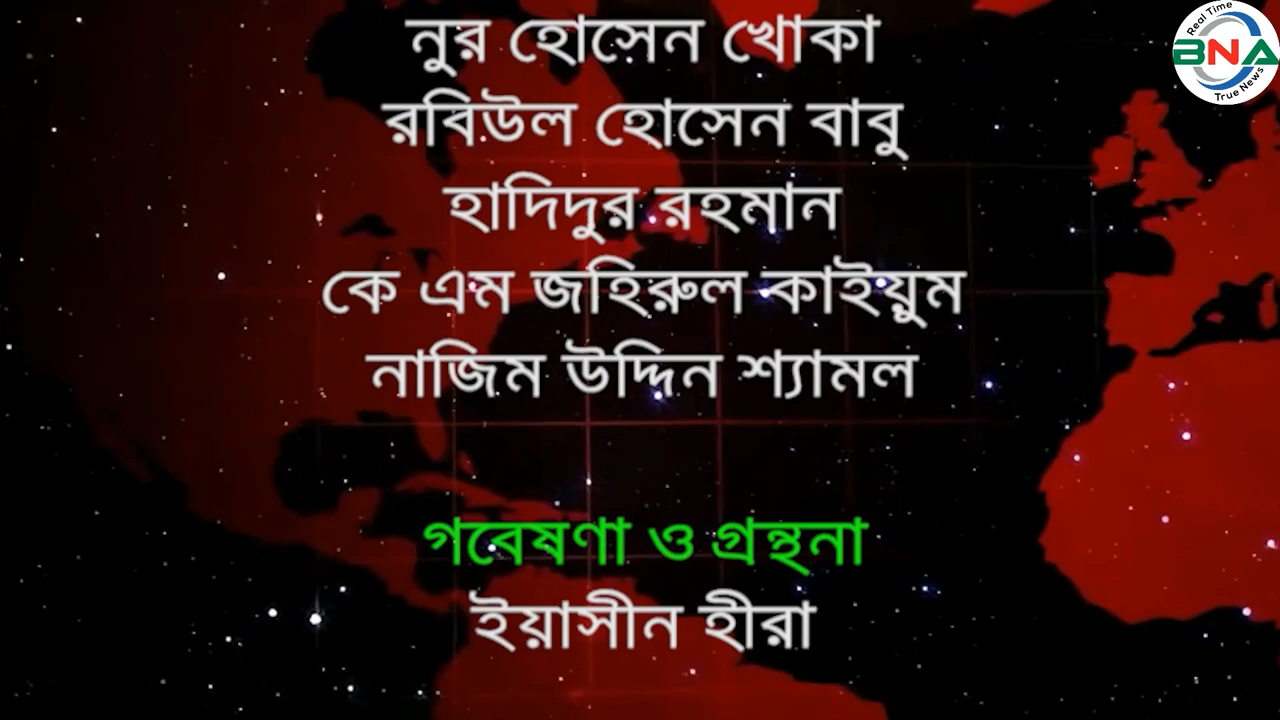 Real Time
BNA
True News
নুর হোসেন খোকা
রবিউল হোসেন বাবু
হাদিদুর রহমান
কে এম জহিরুল কাইয়ুম
নাজিম উদ্দিন শ্যামল
গবেষণা ও গ্রন্থনা
ইয়াসীন হীরা